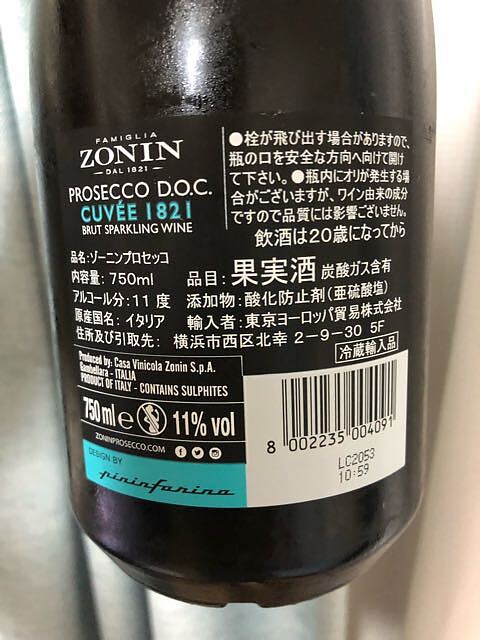 FAMIGLIA
ZONIN
DAL 1821
PROSECCO D.O.C.
CUVÉE 1821
BRUT SPARKLING WINE
●栓が飛び出す場合がありますので、
瓶の口を安全な方向へ向けて開け
て下さい。●瓶内にオリが発生する場
合がございますが、ワイン由来の成分
ですので品質には影響ございません。
飲酒は20歳になってから
品名:ゾーニンプロセッコ
内容量:750ml
アルコール分:11度
原産国名:イタリア
住所及び引取先:
品目:果実酒 炭酸ガス含有
添加物:酸化防止剤(亜硫酸塩)
輸入者:東京ヨーロッパ貿易株式会社
横浜市西区北幸 2-9-30 5F
冷蔵輸入品
Produced by: Casa Vinicola Zonin S.p.A.
Gambellara - ITALIA
PRODUCT OF ITALY - CONTAINS SULPHITES
750 ml e 11% vol
ZONINPROSECCO.COM
DESIGN BY
pininfarina
8 002235 004091
LC2053
10:59